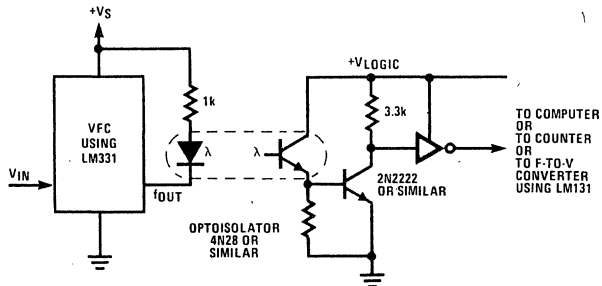 +VS
+VLOGIC
1k
3.3k
VFC
USING
LM331
λ
λ
TO COMPUTER
OR
TO COUNTER
OR
TO F-TO-V
CONVERTER
USING LM131
VIN
fOUT
2N2222
OR SIMILAR
OPTOISOLATOR
4N28 OR
SIMILAR